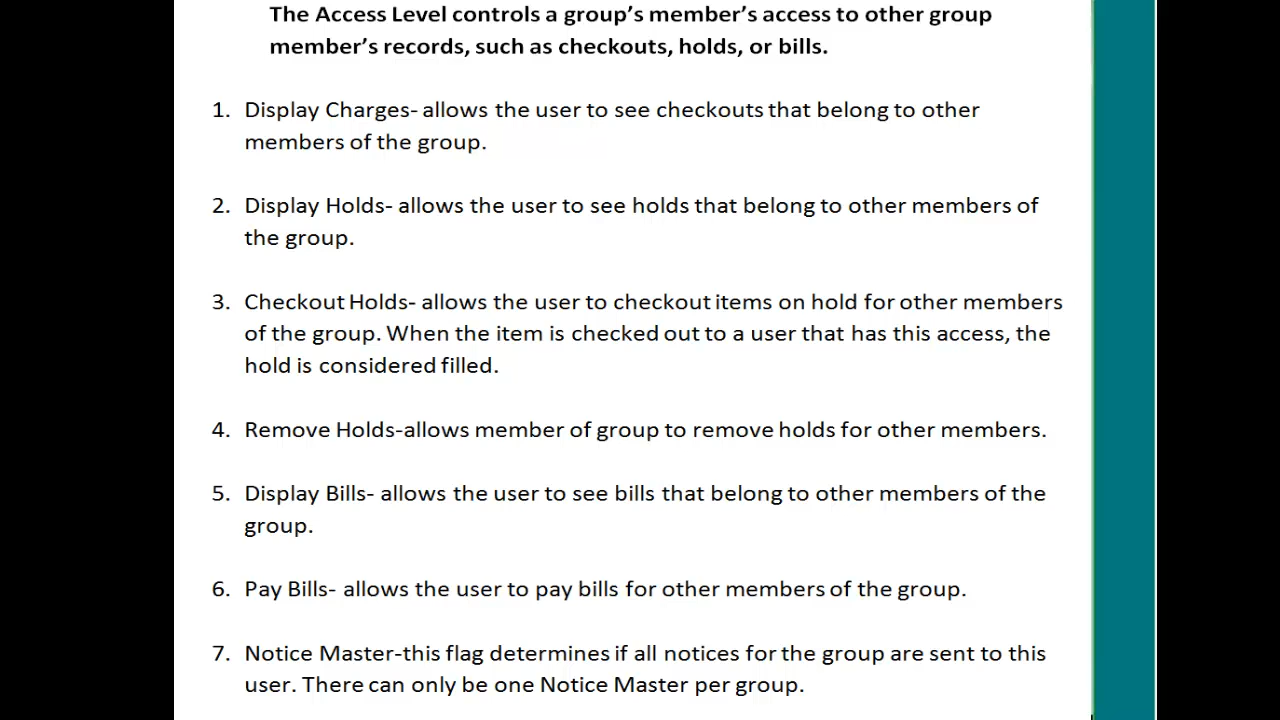 The Access Level controls a group's member's access to other group
member's records, such as checkouts, holds, or bills.
1. Display Charges- allows the user to see checkouts that belong to other
members of the group.
2. Display Holds- allows the user to see holds that belong to other members of
the group.
3. Checkout Holds- allows the user to checkout items on hold for other members
of the group. When the item is checked out to a user that has this access, the
hold is considered filled.
4. Remove Holds-allows member of group to remove holds for other members.
5. Display Bills- allows the user to see bills that belong to other members of the
group.
6. Pay Bills- allows the user to pay bills for other members of the group.
7. Notice Master-this flag determines if all notices for the group are sent to this
user. There can only be one Notice Master per group.